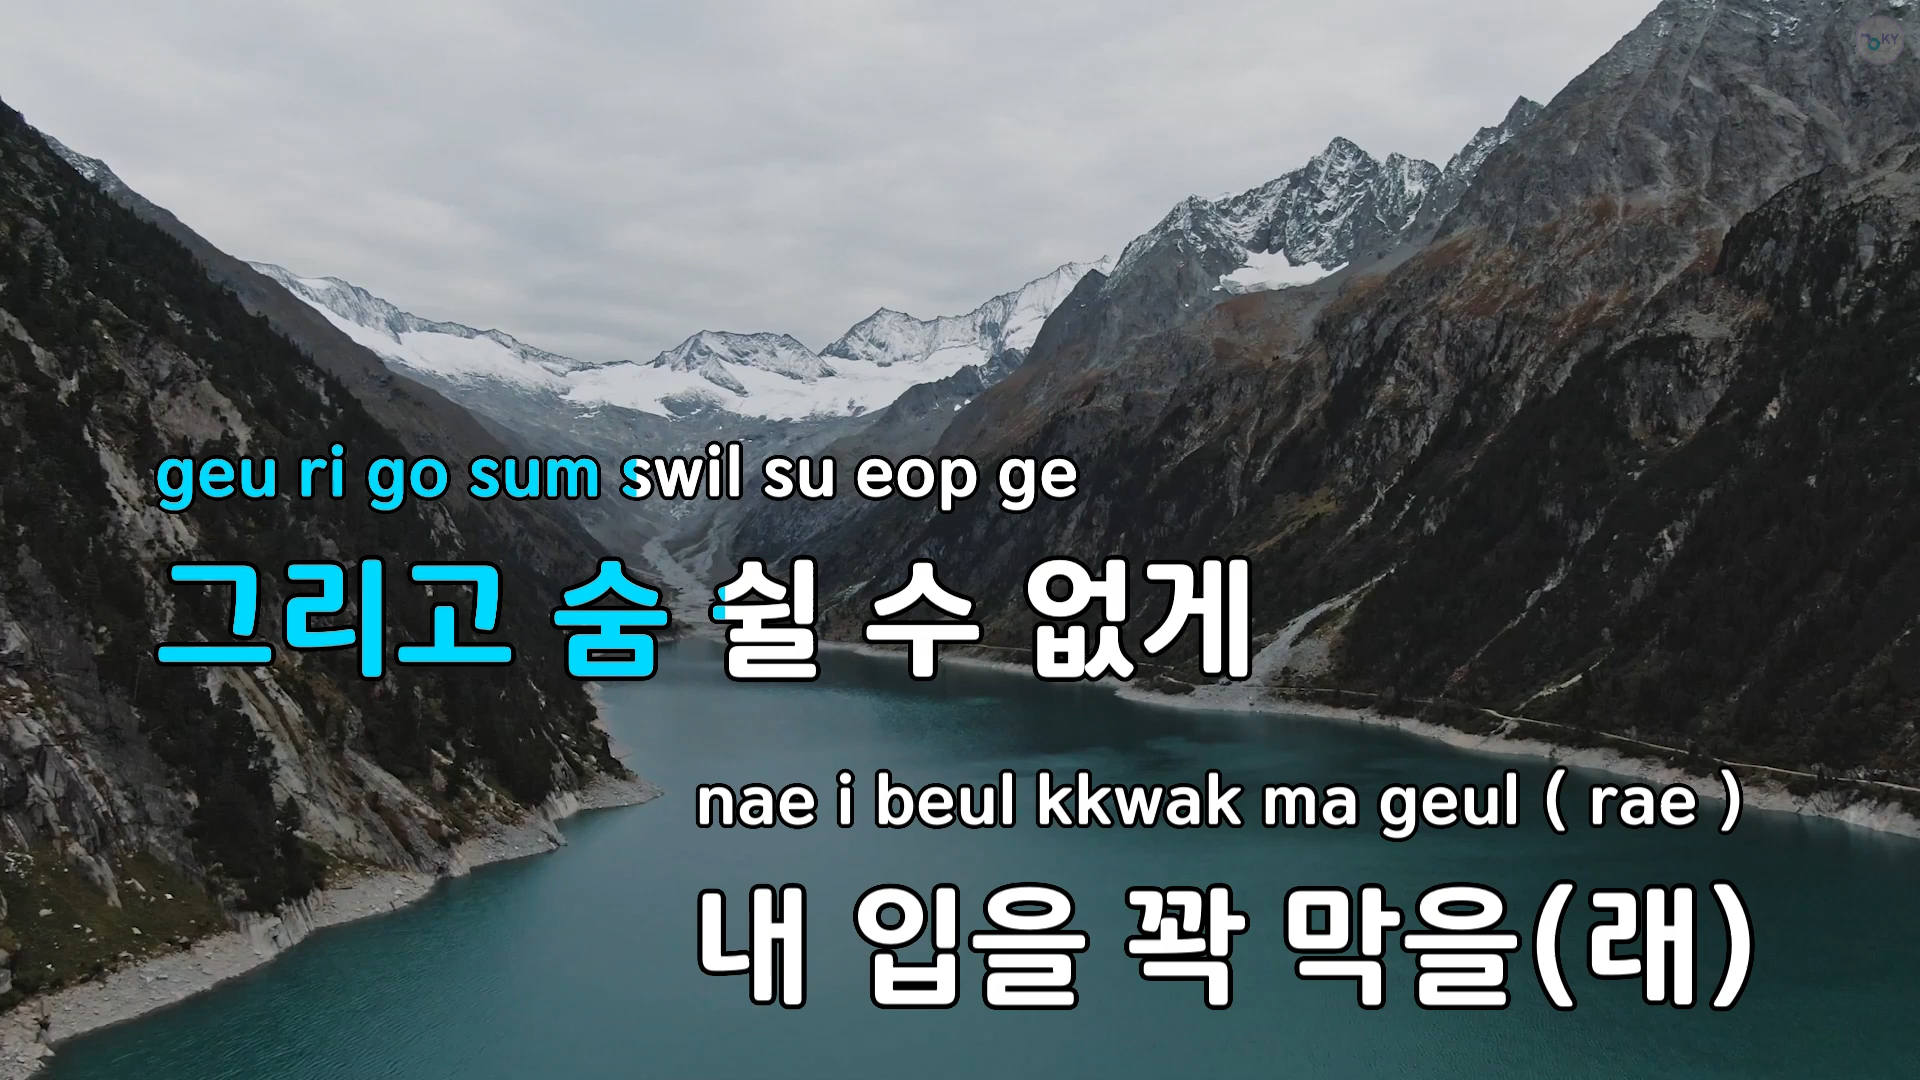 KY
geu ri go sum swil su eop ge
그리고 숨 쉴 수 없게
nae i beul kkwak ma geul ( rae )
내 입을 꽉 막을(래)